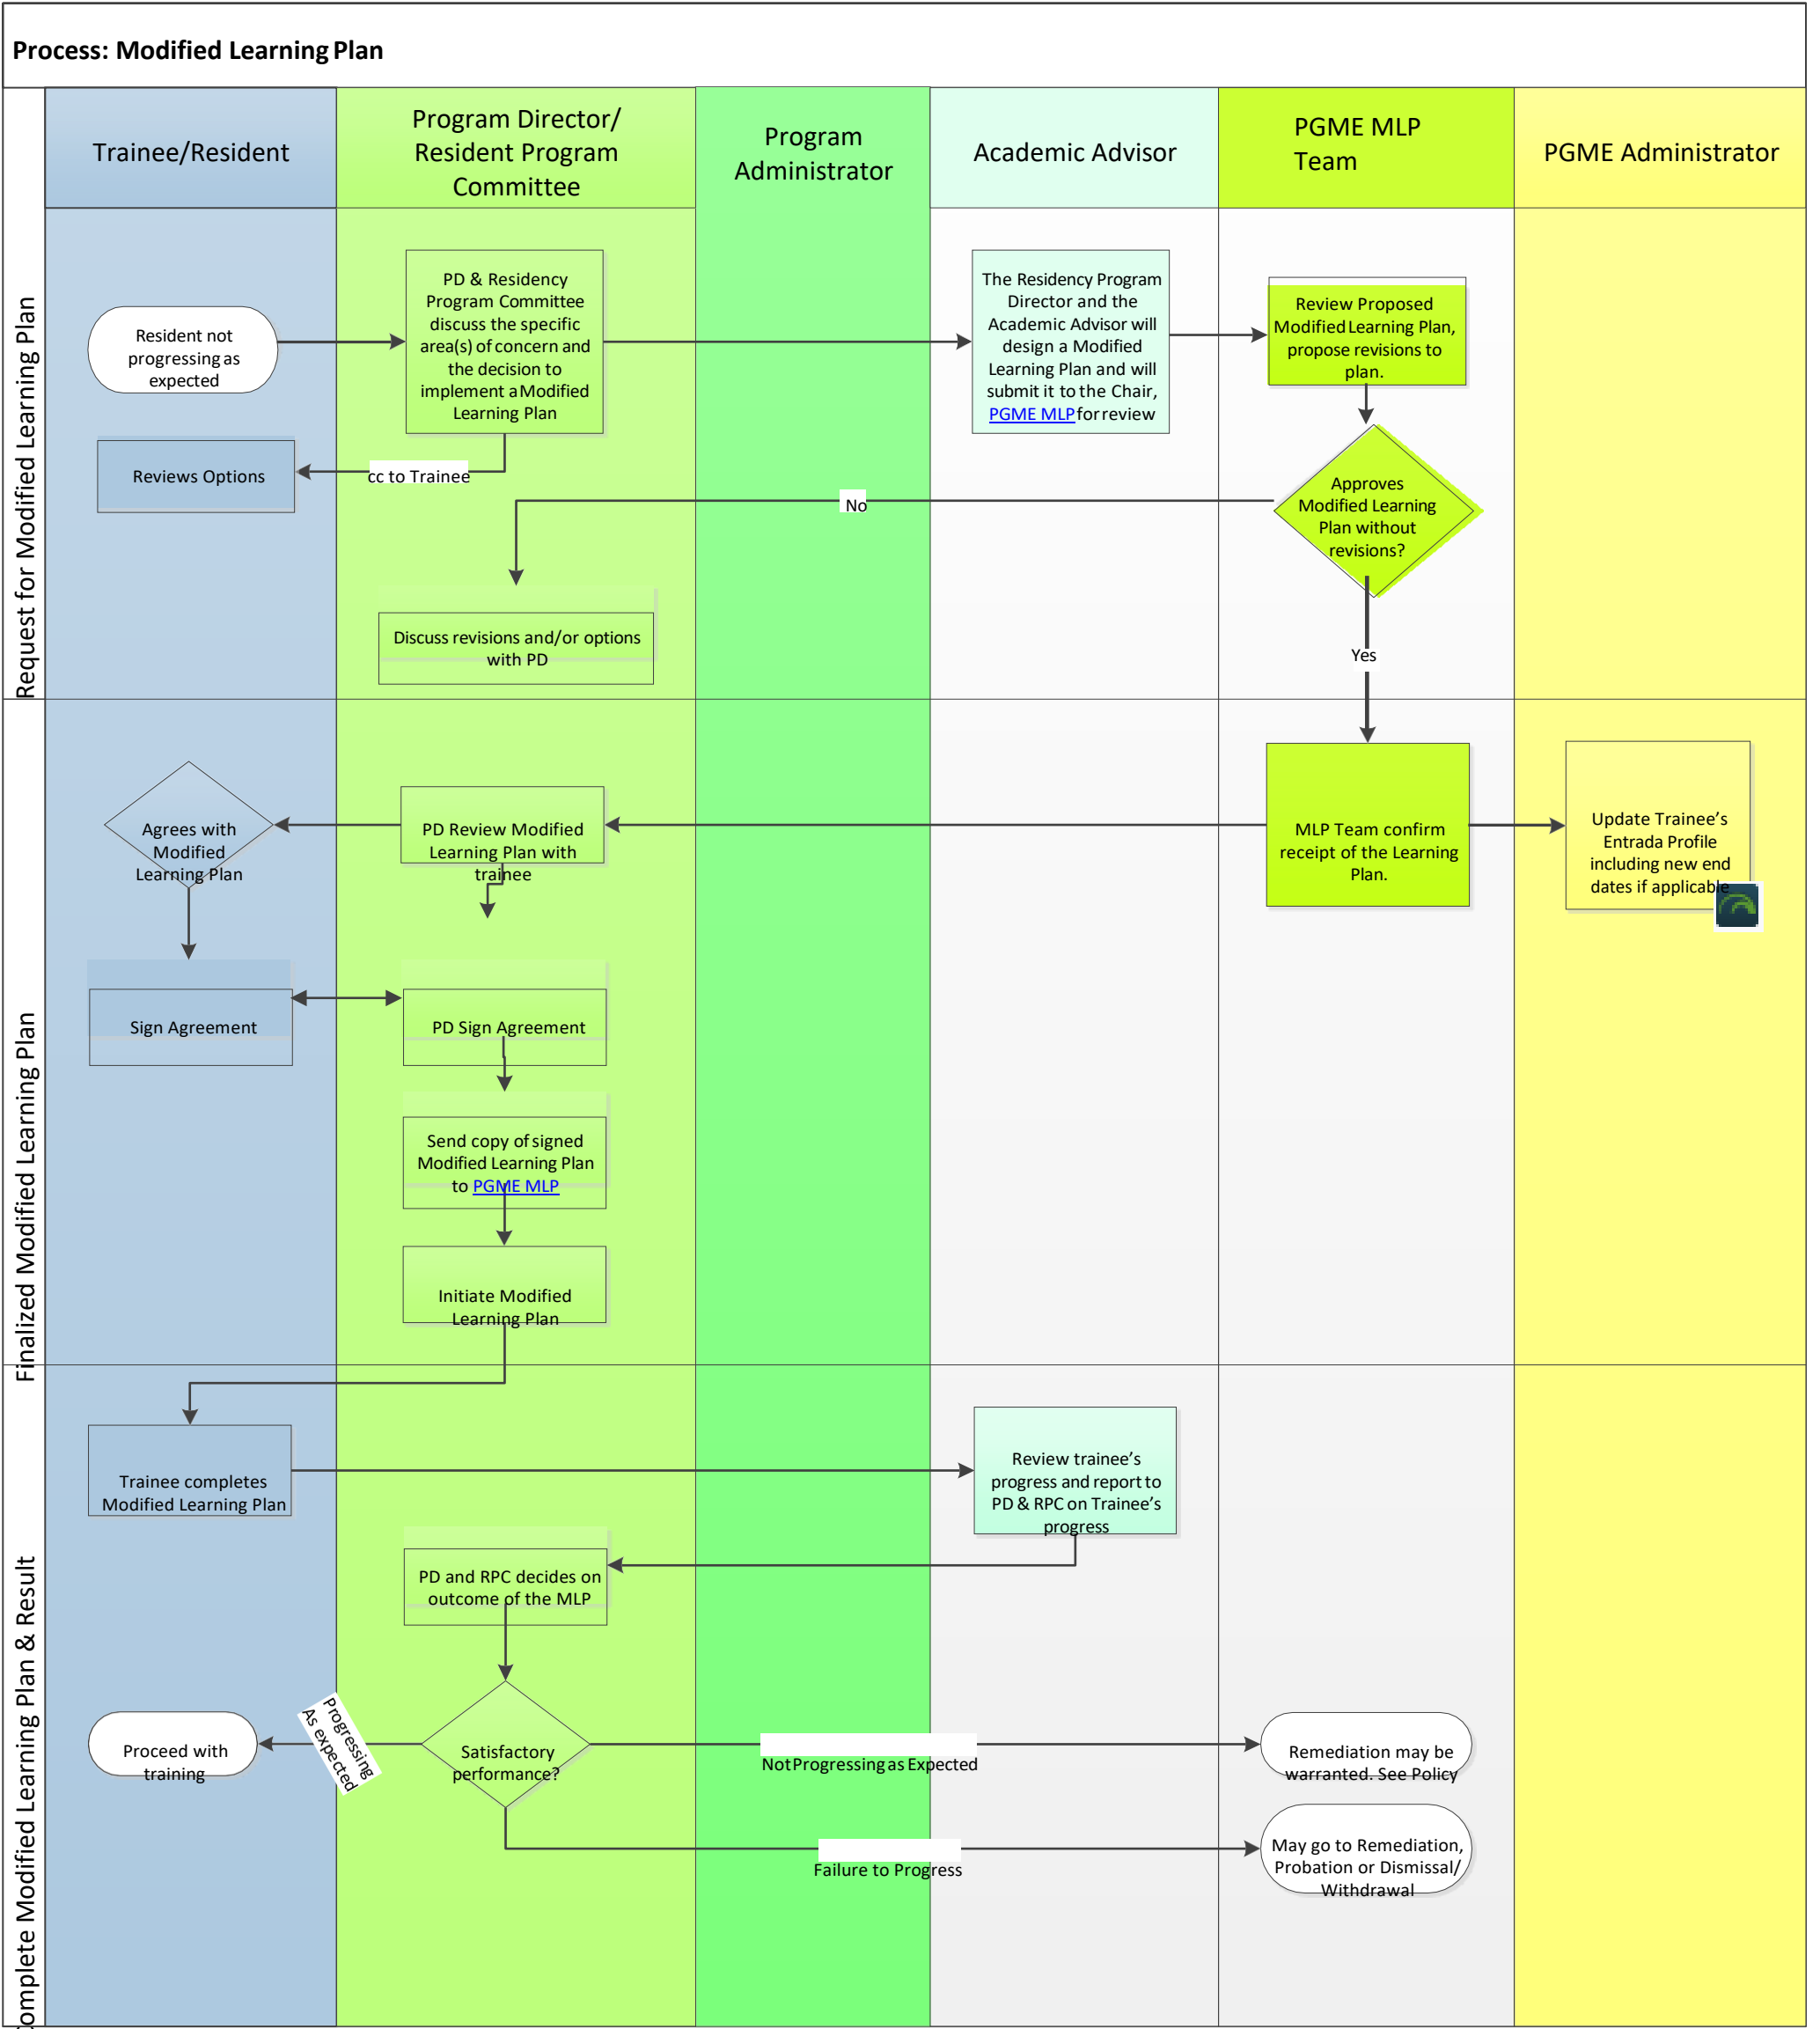 Process: Modified Learning Plan
Trainee/Resident
Program Director/
Resident Program
Committee
Program
Administrator
Academic Advisor
PGME MLP
Team
PGME Administrator
Request for Modified Learning Plan
Resident not
progressing as
expected
PD & Residency
Program Committee
discuss the specific
area(s) of concern and
the decision to
implement a Modified
Learning Plan
The Residency Program
Director and the
Academic Advisor will
design a Modified
Learning Plan and will
submit it to the Chair,
PGME MLP for review
Review Proposed
Modified Learning Plan,
propose revisions to
plan.
Reviews Options
cc to Trainee
No
Approves
Modified Learning
Plan without
revisions?
Discuss revisions and/or options
with PD
Yes
Finalized Modified Learning Plan
Agrees with
Modified
Learning Plan
PD Review Modified
Learning Plan with
trainee
MLP Team confirm
receipt of the Learning
Plan.
Update Trainee's
Entrada Profile
including new end
dates if applicable
Sign Agreement
PD Sign Agreement
Send copy of signed
Modified Learning Plan
to PGME MLP
Initiate Modified
Learning Plan
Complete Modified Learning Plan & Result
Trainee completes
Modified Learning Plan
Review trainee's
progress and report to
PD & RPC on Trainee's
progress
PD and RPC decides on
outcome of the MLP
Proceed with
training
Progressing
As expected
Satisfactory
performance?
Not Progressing as Expected
Remediation may be
warranted. See Policy
Failure to Progress
May go to Remediation,
Probation or Dismissal/
Withdrawal